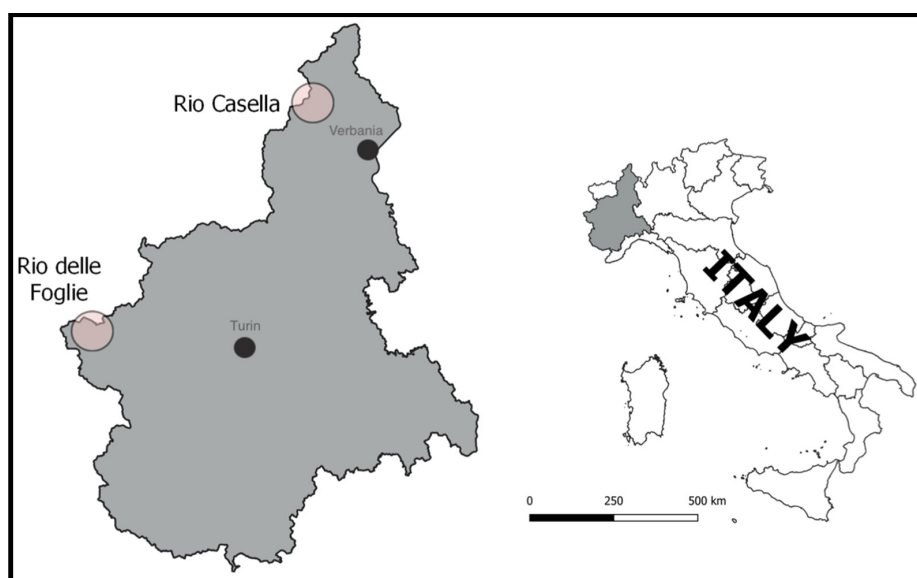 Rio Casella
Verbania
Rio delle
Foglie
Turin
ITALY
0 250 500 km